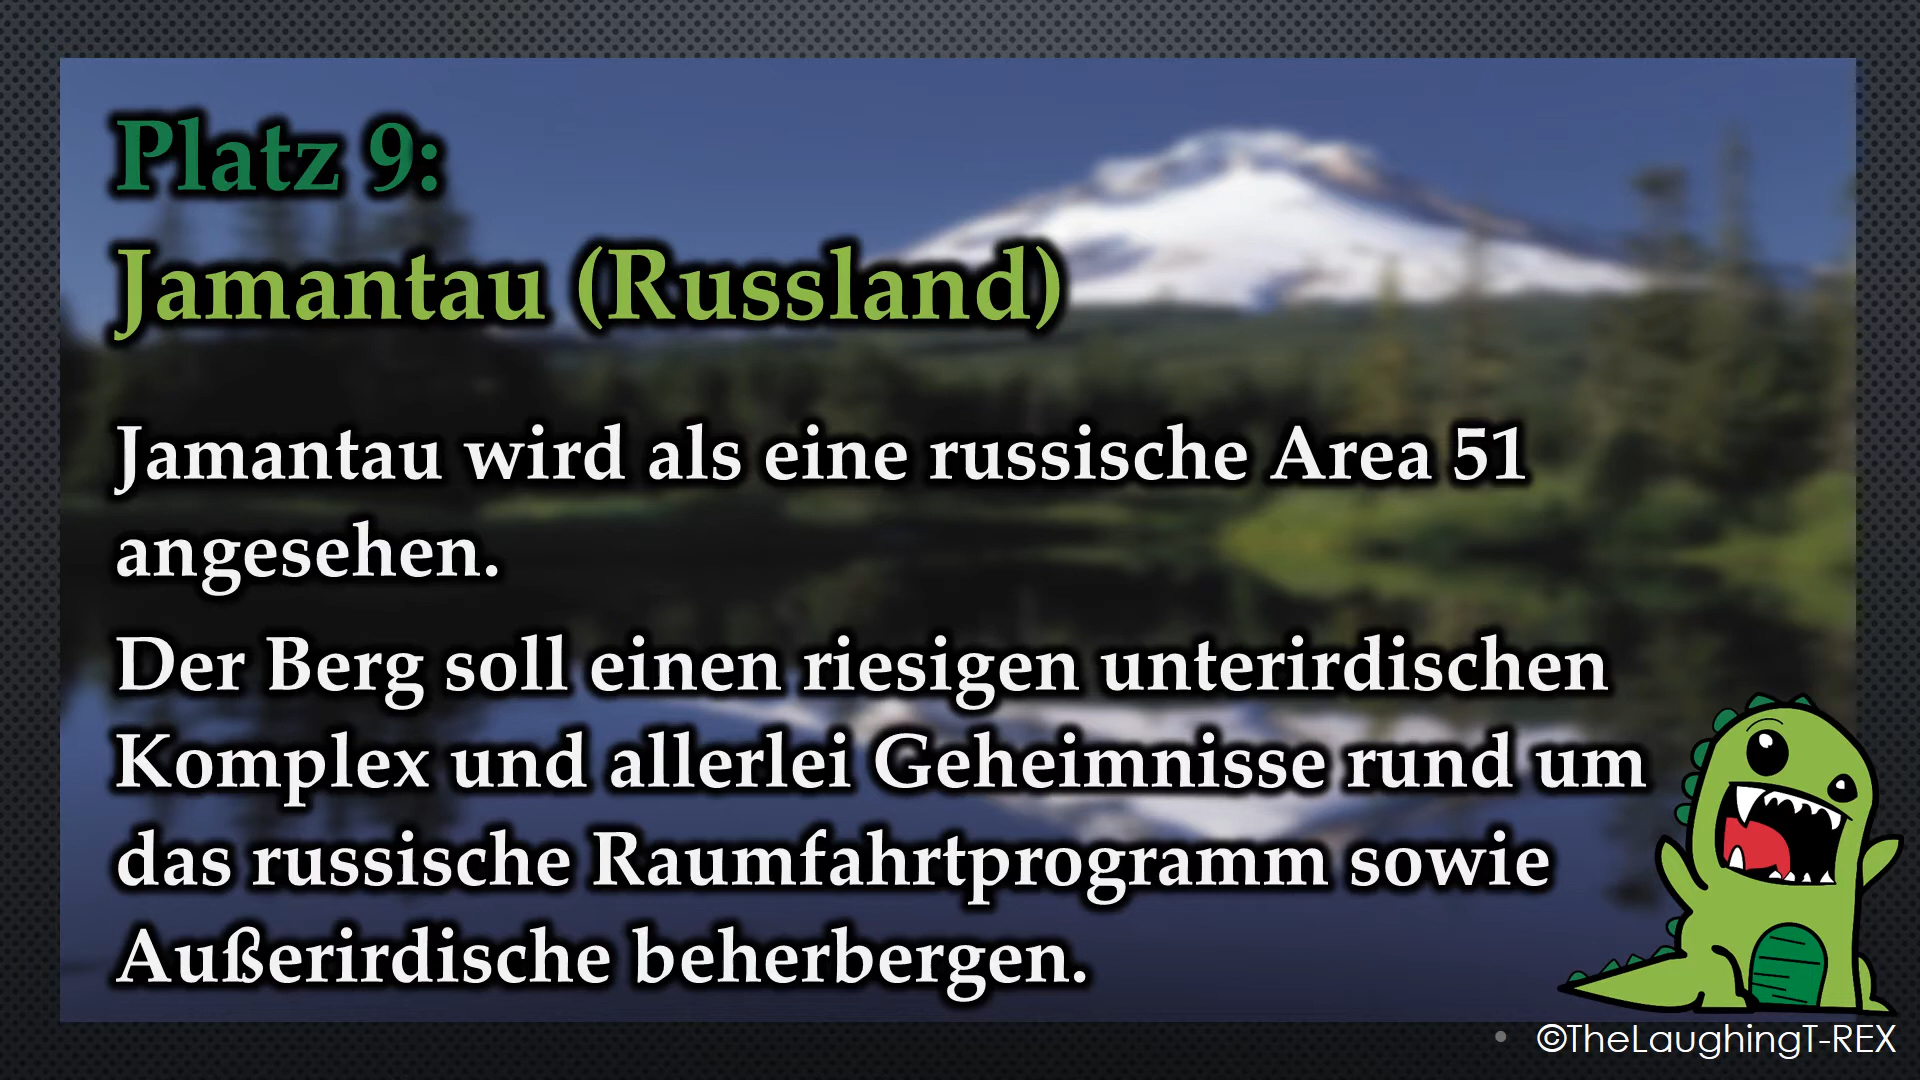 Platz 9:
Jamantau (Russland)
Jamantau wird als eine russische Area 51
angesehen.
Der Berg soll einen riesigen unterirdischen
Komplex und allerlei Geheimnisse rund um
das russische Raumfahrtprogramm sowie
Außerirdische beherbergen.
©TheLaughingT-REX